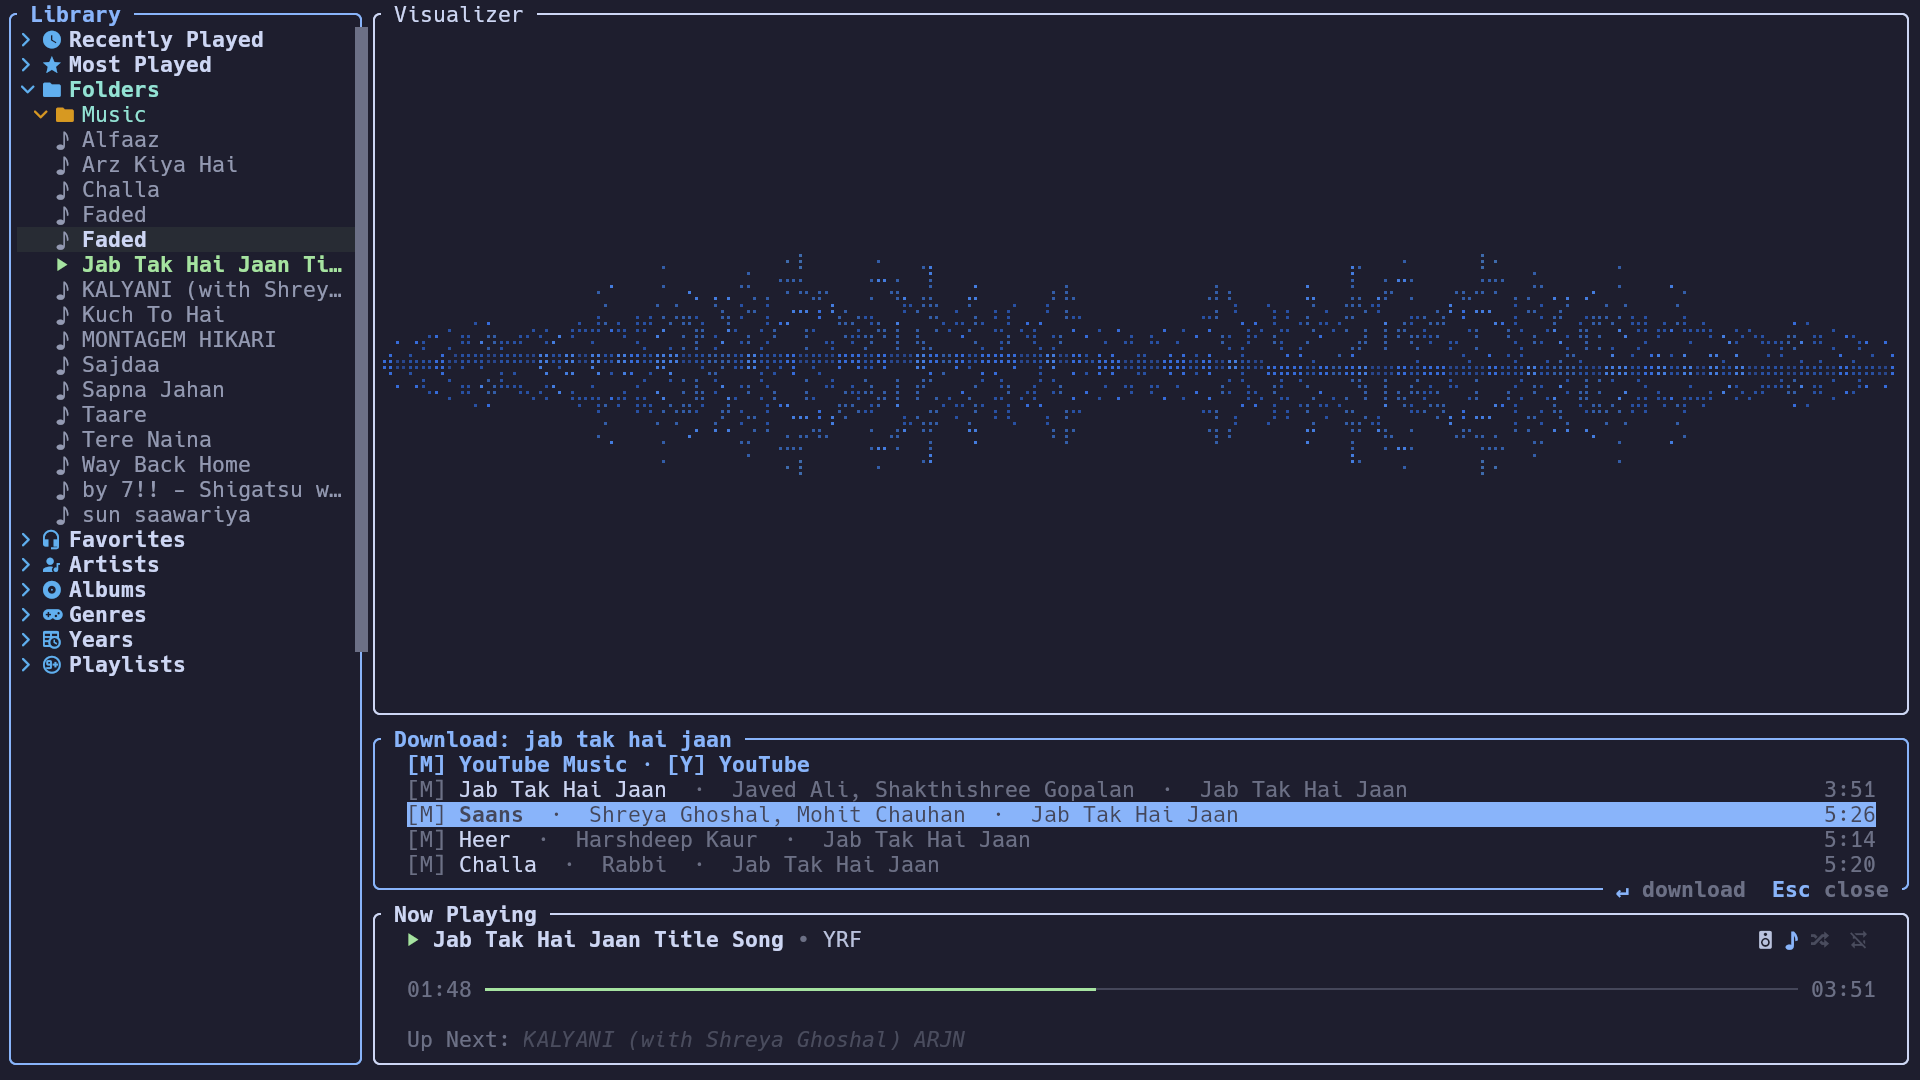 Library
Recently Played
Most Played
Folders
Music
Alfaaz
Arz Kiya Hai
Challa
Faded
Faded
Jab Tak Hai Jaan Ti…
KALYANI (with Shrey…
Kuch To Hai
MONTAGEM HIKARI
Sajdaa
Sapna Jahan
Taare
Tere Naina
Way Back Home
by 7!! – Shigatsu w…
sun saawariya
Favorites
Artists
Albums
Genres
Years
Playlists
Visualizer
Download: jab tak hai jaan
[M] YouTube Music · [Y] YouTube
[M] Jab Tak Hai Jaan · Javed Ali, Shakthishree Gopalan · Jab Tak Hai Jaan 3:51
[M] Saans · Shreya Ghoshal, Mohit Chauhan · Jab Tak Hai Jaan 5:26
[M] Heer · Harshdeep Kaur · Jab Tak Hai Jaan 5:14
[M] Challa · Rabbi · Jab Tak Hai Jaan 5:20
↵ download Esc close
Now Playing
Jab Tak Hai Jaan Title Song • YRF
01:48 03:51
Up Next: KALYANI (with Shreya Ghoshal) ARJN